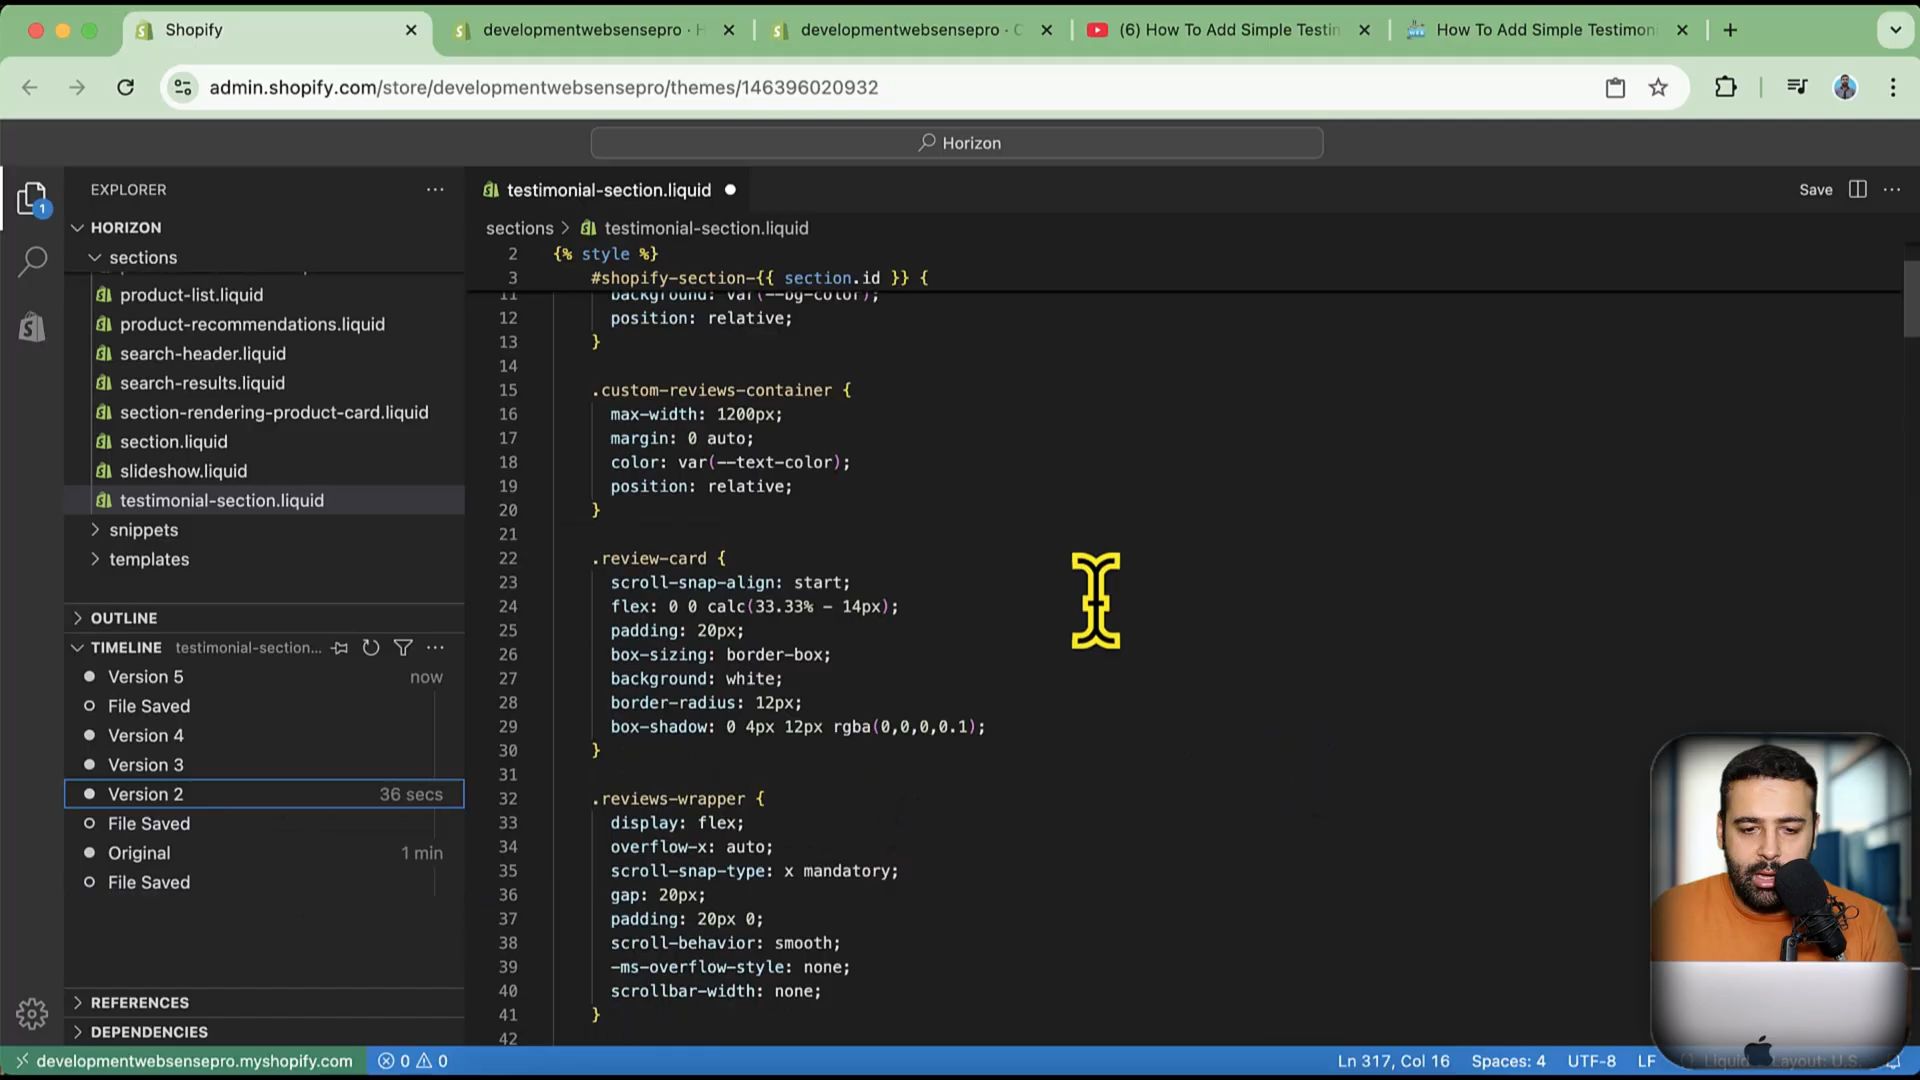 Shopify
developmentwebsensepro · H
developmentwebsensepro · C
(6) How To Add Simple Testin
How To Add Simple Testimon
admin.shopify.com/store/developmentwebsensepro/themes/146396020932
Horizon
EXPLORER
testimonial-section.liquid
Save
HORIZON
sections
product-list.liquid
product-recommendations.liquid
search-header.liquid
search-results.liquid
section-rendering-product-card.liquid
section.liquid
slideshow.liquid
testimonial-section.liquid
snippets
templates
OUTLINE
TIMELINE testimonial-section...
Version 5 now
File Saved
Version 4
Version 3
Version 2 36 secs
File Saved
Original 1 min
File Saved
REFERENCES
DEPENDENCIES
1
sections > testimonial-section.liquid
2 {% style %}
3 #shopify-section-{{ section.id }} {
11 background: var(--bg-color);
12 position: relative;
13 }
14
15 .custom-reviews-container {
16 max-width: 1200px;
17 margin: 0 auto;
18 color: var(--text-color);
19 position: relative;
20 }
21
22 .review-card {
23 scroll-snap-align: start;
24 flex: 0 0 calc(33.33% - 14px);
25 padding: 20px;
26 box-sizing: border-box;
27 background: white;
28 border-radius: 12px;
29 box-shadow: 0 4px 12px rgba(0,0,0,0.1);
30 }
31
32 .reviews-wrapper {
33 display: flex;
34 overflow-x: auto;
35 scroll-snap-type: x mandatory;
36 gap: 20px;
37 padding: 20px 0;
38 scroll-behavior: smooth;
39 -ms-overflow-style: none;
40 scrollbar-width: none;
41 }
42
developmentwebsensepro.myshopify.com 0 0
Ln 317, Col 16 Spaces: 4 UTF-8 LF Liquid Layout: U.S.